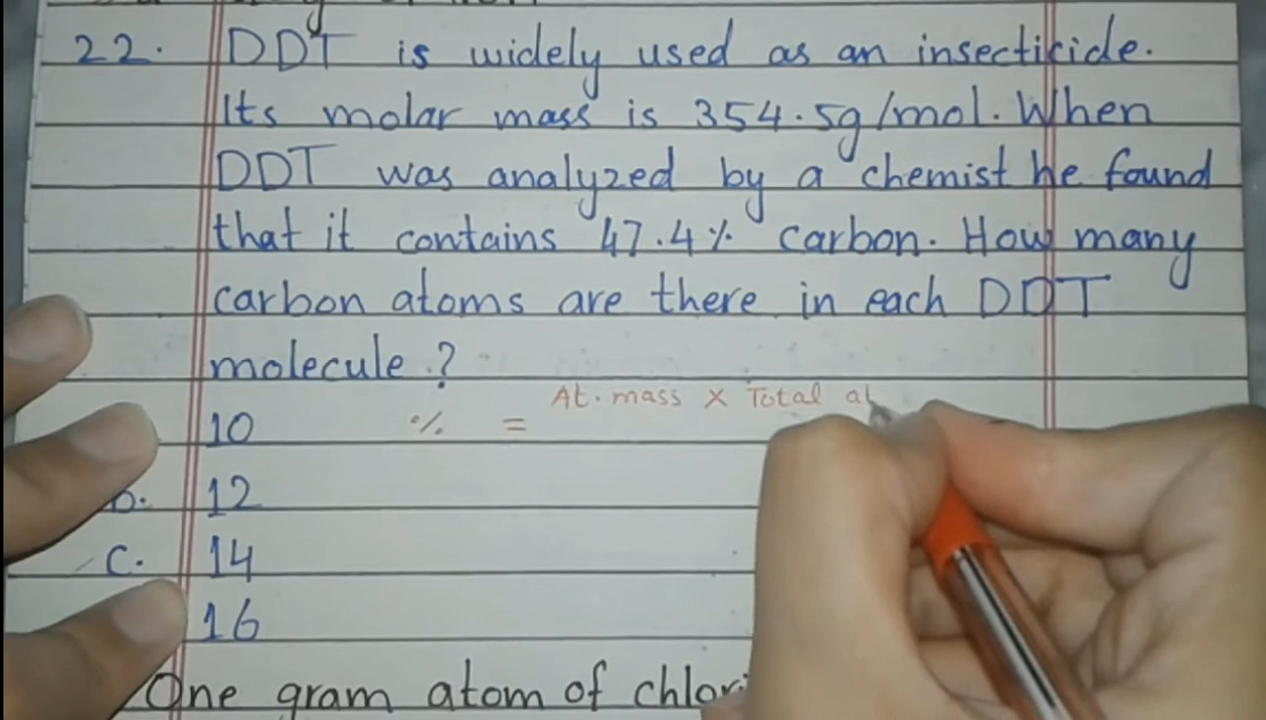 22. DDT is widely used as an insecticide.
Its molar mass is 354.5g/mol. When
DDT was analyzed by a chemist he found
that it contains 47.4% carbon. How many
carbon atoms are there in each DDT
molecule?
% = At. mass × Total at
10
b. 12
c. 14
16
One gram atom of